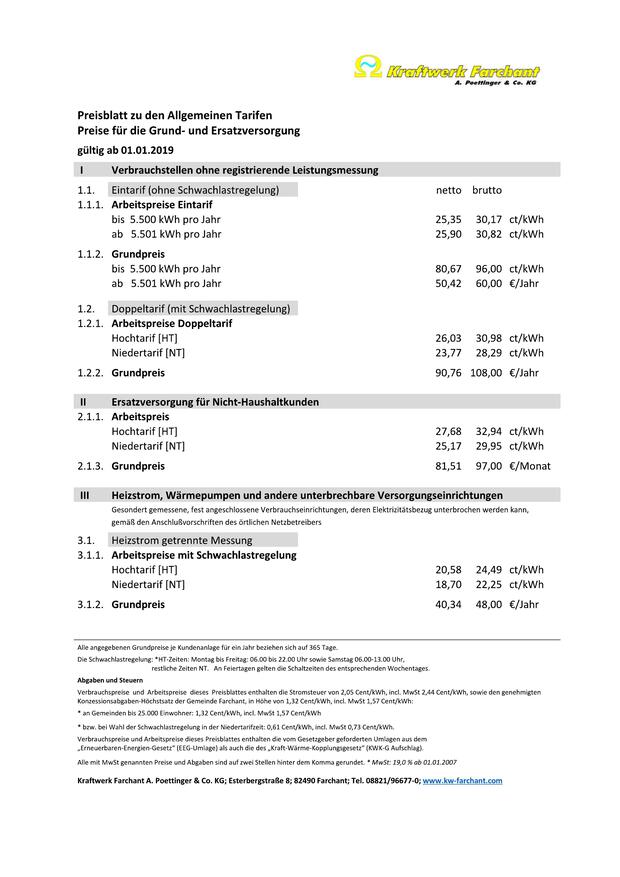 Kraftwerk Farchant
A. Poettinger & Co. KG
Preisblatt zu den Allgemeinen Tarifen
Preise für die Grund- und Ersatzversorgung
gültig ab 01.01.2019
I Verbrauchstellen ohne registrierende Leistungsmessung
1.1. Eintarif (ohne Schwachlastregelung) netto brutto
1.1.1. Arbeitspreise Eintarif
bis 5.500 kWh pro Jahr 25,35 30,17 ct/kWh
ab 5.501 kWh pro Jahr 25,90 30,82 ct/kWh
1.1.2. Grundpreis
bis 5.500 kWh pro Jahr 80,67 96,00 ct/kWh
ab 5.501 kWh pro Jahr 50,42 60,00 €/Jahr
1.2. Doppeltarif (mit Schwachlastregelung)
1.2.1. Arbeitspreise Doppeltarif
Hochtarif [HT] 26,03 30,98 ct/kWh
Niedertarif [NT] 23,77 28,29 ct/kWh
1.2.2. Grundpreis 90,76 108,00 €/Jahr
II Ersatzversorgung für Nicht-Haushaltkunden
2.1.1. Arbeitspreis
Hochtarif [HT] 27,68 32,94 ct/kWh
Niedertarif [NT] 25,17 29,95 ct/kWh
2.1.3. Grundpreis 81,51 97,00 €/Monat
III Heizstrom, Wärmepumpen und andere unterbrechbare Versorgungseinrichtungen
Gesondert gemessene, fest angeschlossene Verbrauchseinrichtungen, deren Elektrizitätsbezug unterbrochen werden kann,
gemäß den Anschlußvorschriften des örtlichen Netzbetreibers
3.1. Heizstrom getrennte Messung
3.1.1. Arbeitspreise mit Schwachlastregelung
Hochtarif [HT] 20,58 24,49 ct/kWh
Niedertarif [NT] 18,70 22,25 ct/kWh
3.1.2. Grundpreis 40,34 48,00 €/Jahr
Alle angegebenen Grundpreise je Kundenanlage für ein Jahr beziehen sich auf 365 Tage.
Die Schwachlastregelung: *HT-Zeiten: Montag bis Freitag: 06.00 bis 22.00 Uhr sowie Samstag 06.00-13.00 Uhr,
restliche Zeiten NT. An Feiertagen gelten die Schaltzeiten des entsprechenden Wochentages.
Abgaben und Steuern
Verbrauchspreise und Arbeitspreise dieses Preisblattes enthalten die Stromsteuer von 2,05 Cent/kWh, incl. MwSt 2,44 Cent/kWh, sowie den genehmigten
Konzessionsabgaben-Höchstsatz der Gemeinde Farchant, in Höhe von 1,32 Cent/kWh, incl. MwSt 1,57 Cent/kWh:
* an Gemeinden bis 25.000 Einwohner: 1,32 Cent/kWh, incl. MwSt 1,57 Cent/kWh
* bzw. bei Wahl der Schwachlastregelung in der Niedertarifzeit: 0,61 Cent/kWh, incl. MwSt 0,73 Cent/kWh.
Verbrauchspreise und Arbeitspreise dieses Preisblattes enthalten die vom Gesetzgeber geforderten Umlagen aus dem
„Erneuerbaren-Energien-Gesetz" (EEG-Umlage) als auch die des „Kraft-Wärme-Kopplungsgesetz" (KWK-G Aufschlag).
Alle mit MwSt genannten Preise und Abgaben sind auf zwei Stellen hinter dem Komma gerundet. * MwSt: 19,0 % ab 01.01.2007
Kraftwerk Farchant A. Poettinger & Co. KG; Esterbergstraße 8; 82490 Farchant; Tel. 08821/96677-0; www.kw-farchant.com